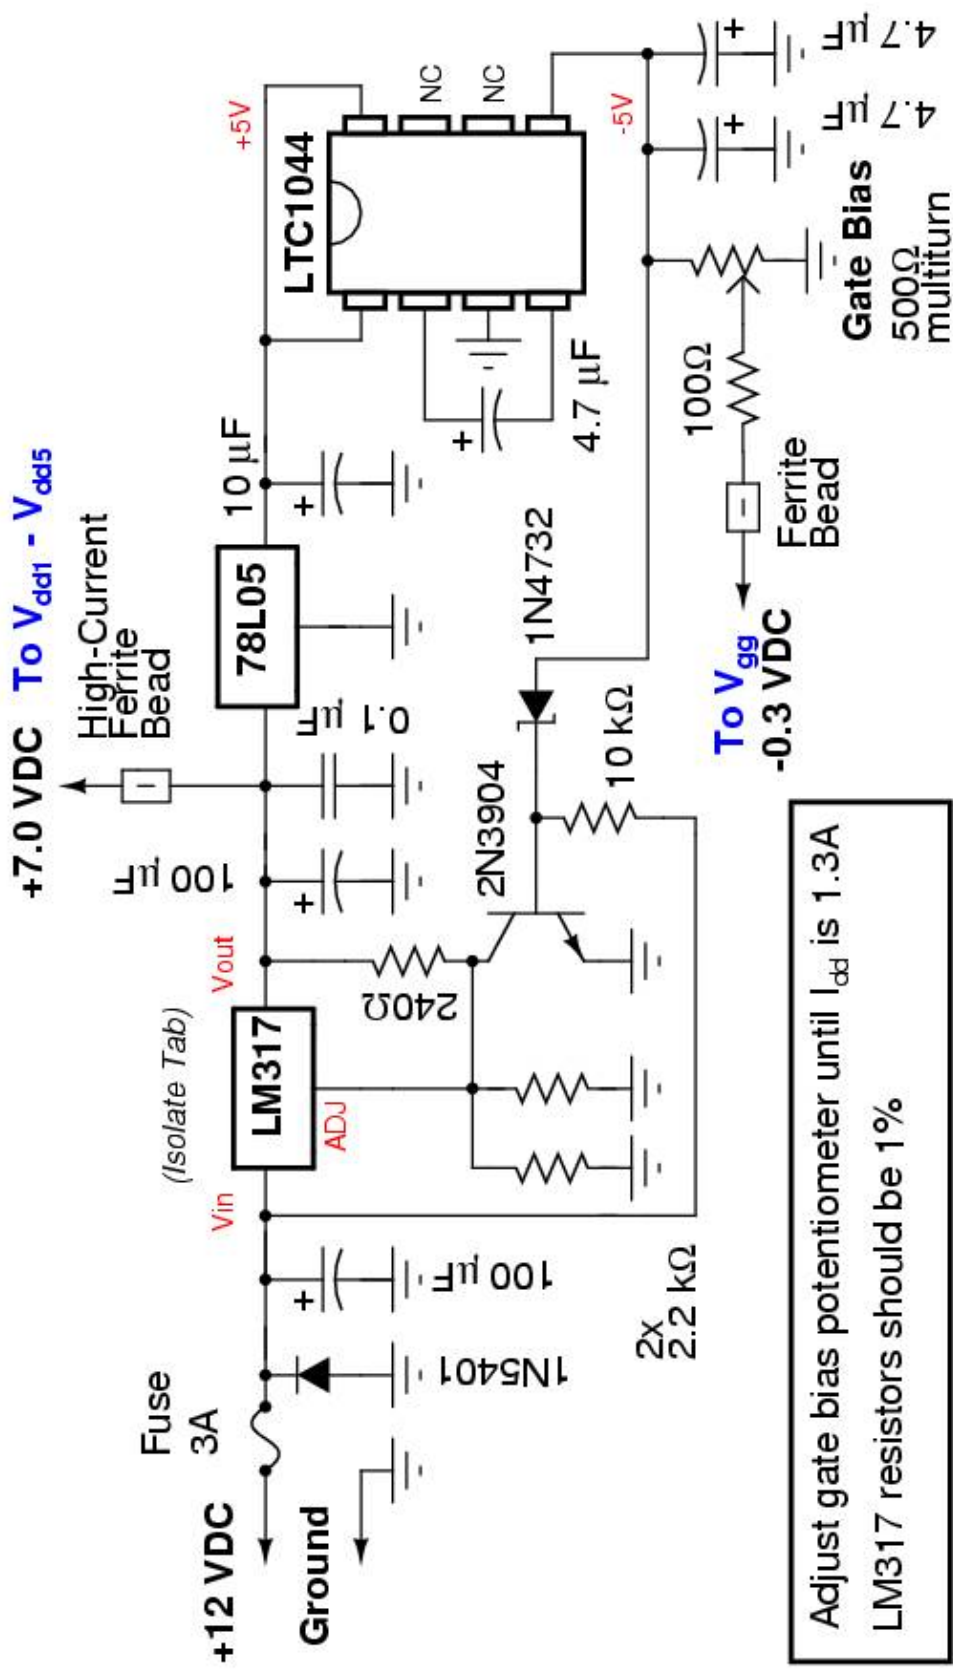 +7.0 VDC To Vdd1 - Vdd5
High-Current
Ferrite
Bead
(Isolate Tab)
Fuse
3A
+12 VDC
Ground
Vin
LM317
ADJ
Vout
78L05
10 µF
+5V
LTC1044
NC
NC
-5V
+
1N5401
+
100 µF
240Ω
+
100 µF
0.1 µF
+
+
4.7 µF
2x
2.2 kΩ
2N3904
10 kΩ
1N4732
To Vgg
-0.3 VDC
Ferrite
Bead
100Ω
Gate Bias
500Ω
multiturn
+
4.7 µF
+
4.7 µF
Adjust gate bias potentiometer until Idd is 1.3A
LM317 resistors should be 1%